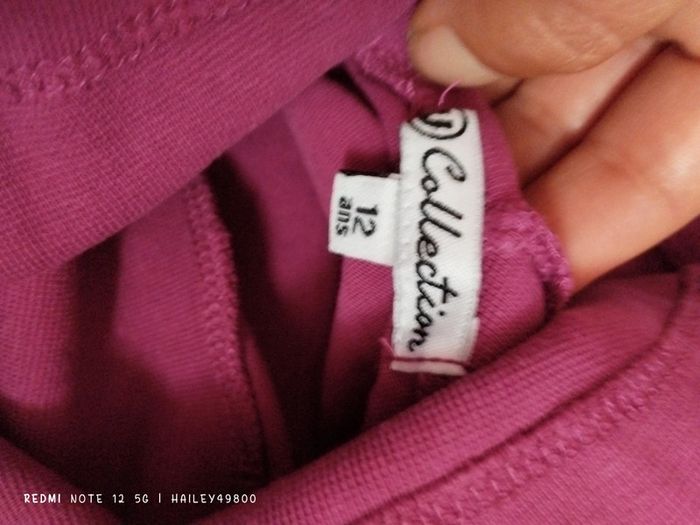 Collection
12
ans
REDMI NOTE 12 5G | HAILEY49800